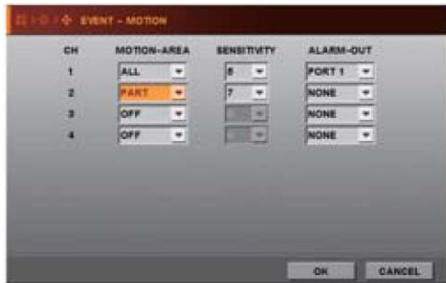 EVENT - MOTION
CH MOTION-AREA SENSITIVITY ALARM-OUT
1 ALL 6 PORT 1
2 PART 7 NONE
3 OFF NONE
4 OFF NONE
OK CANCEL